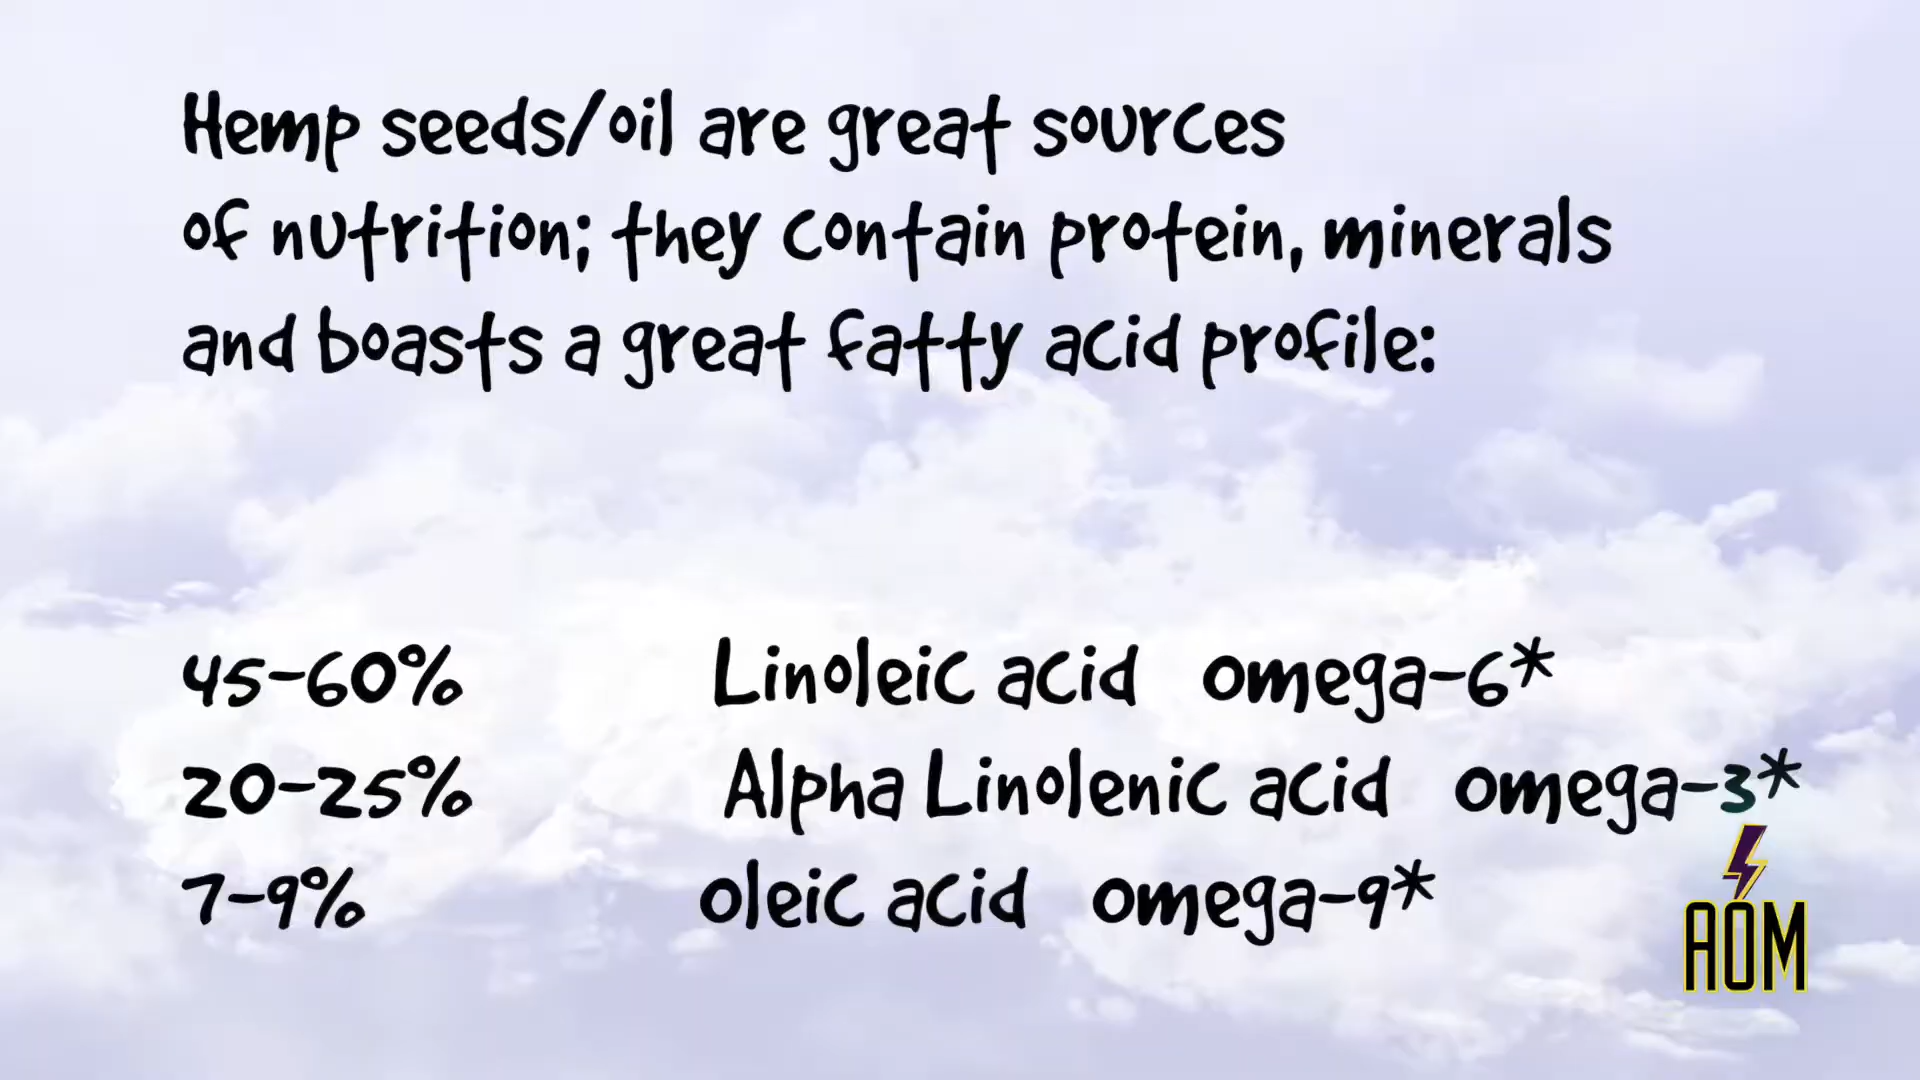 Hemp seeds/oil are great sources
of nutrition; they contain protein, minerals
and boasts a great fatty acid profile:
45-60% Linoleic acid omega-6*
20-25% Alpha Linolenic acid omega-3*
7-9% oleic acid omega-9*
AOM